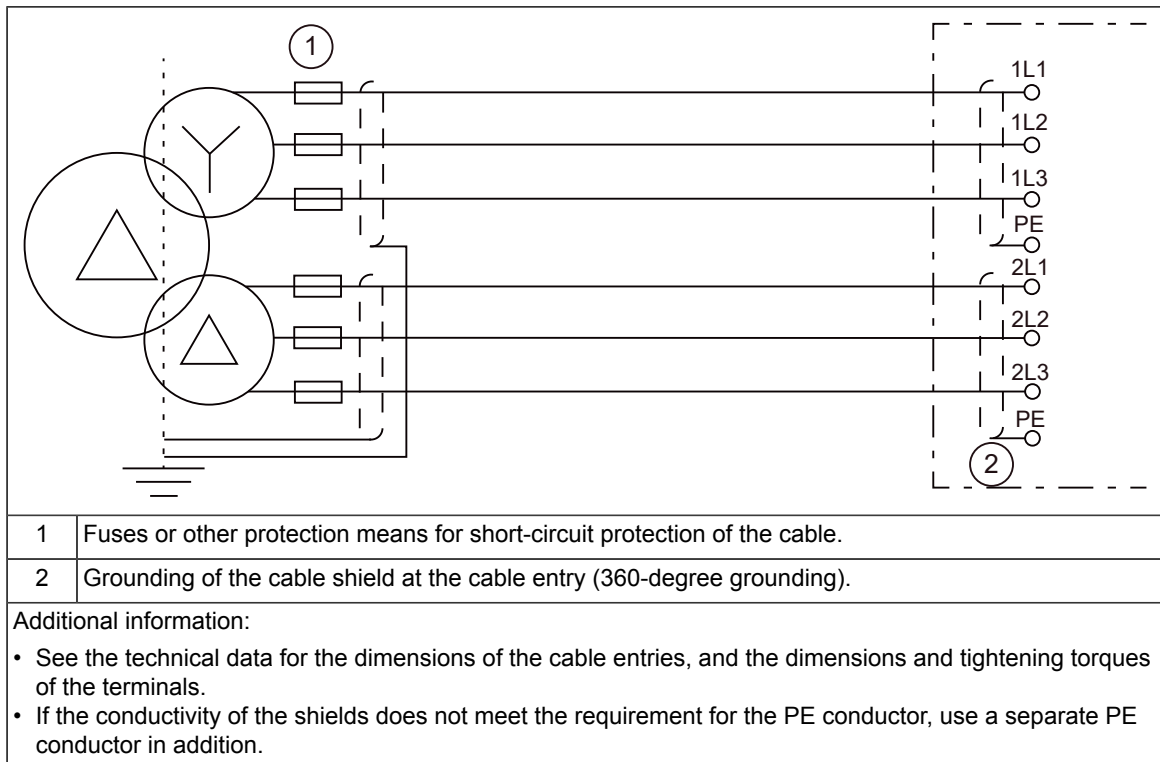 1
1L1
1L2
1L3
PE
2L1
2L2
2L3
PE
2
1 Fuses or other protection means for short-circuit protection of the cable.
2 Grounding of the cable shield at the cable entry (360-degree grounding).
Additional information:
• See the technical data for the dimensions of the cable entries, and the dimensions and tightening torques
of the terminals.
• If the conductivity of the shields does not meet the requirement for the PE conductor, use a separate PE
conductor in addition.